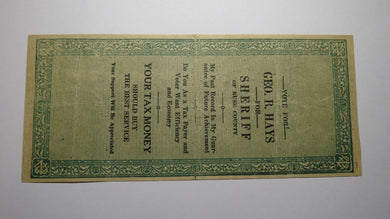 VOTE FOR!
GEO. R. HAYS
FOR
SHERIFF
OF RUSK COUNTY
My Past Record Is My Guar-
antee of Future Achievement
Do You As a Tax Payer and
Voter Want Efficiency
and Economy
YOUR TAX MONEY
SHOULD BUY
THE BEST SERVICE
Your Support Will Be Appreciated